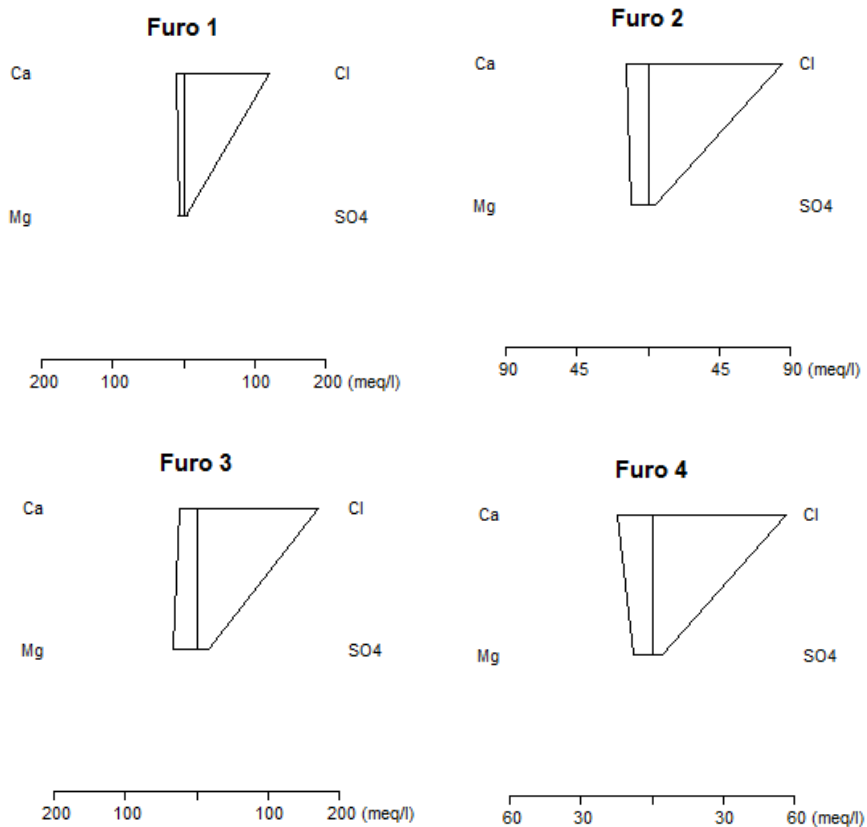 Furo 1
Ca Cl
Mg SO4
200 100 100 200 (meq/l)
Furo 2
Ca Cl
Mg SO4
90 45 45 90 (meq/l)
Furo 3
Ca Cl
Mg SO4
200 100 100 200 (meq/l)
Furo 4
Ca Cl
Mg SO4
60 30 30 60 (meq/l)